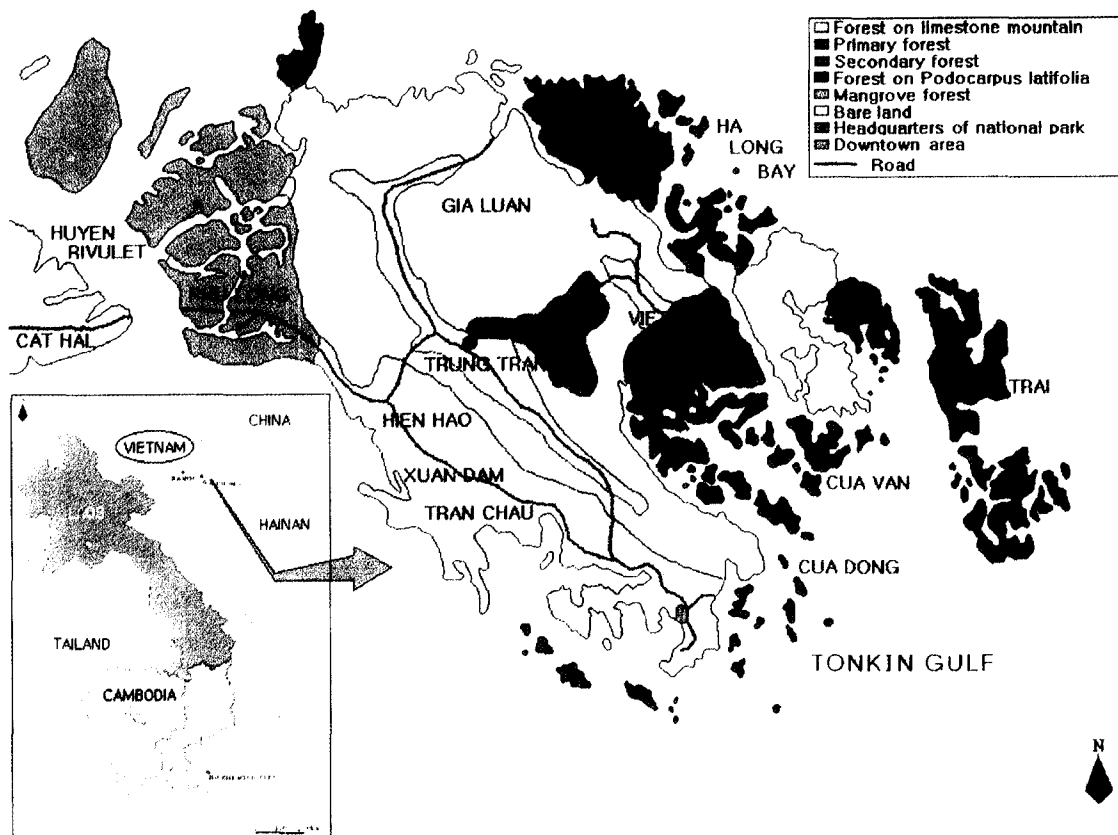 Forest on limestone mountain
Primary forest
Secondary forest
Forest on Podocarpus latifolia
Mangrove forest
Bare land
Headquarters of national park
Downtown area
Road
HA
LONG
BAY
GIA LUAN
HUYEN
RIVULET
CAT HAI
VIE
TRUNG TRAN
TRAI
HIEN HAO
XUAN DAM
TRAN CHAU
CUA VAN
CUA DONG
TONKIN GULF
N
CHINA
VIETNAM
HAINAN
TAILAND
CAMBODIA